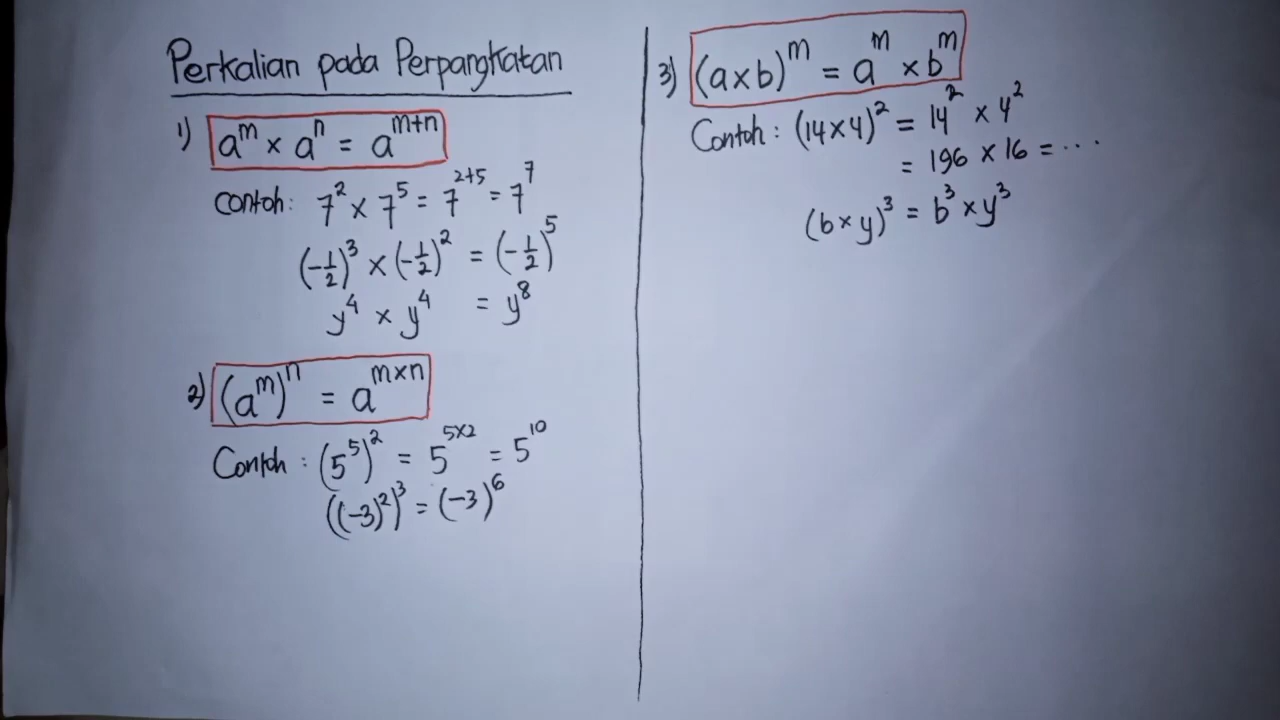 Perkalian pada Perpangkatan
1) a^m × a^n = a^{m+n}
Contoh: 7^2 × 7^5 = 7^{2+5} = 7^7
(-1/2)^3 × (-1/2)^2 = (-1/2)^5
y^4 × y^4 = y^8
2) (a^m)^n = a^{m×n}
Contoh: (5^5)^2 = 5^{5×2} = 5^{10}
((-3)^2)^3 = (-3)^6
3) (a×b)^m = a^m × b^m
Contoh: (14×4)^2 = 14^2 × 4^2
= 196 × 16 = ...
(b×y)^3 = b^3 × y^3